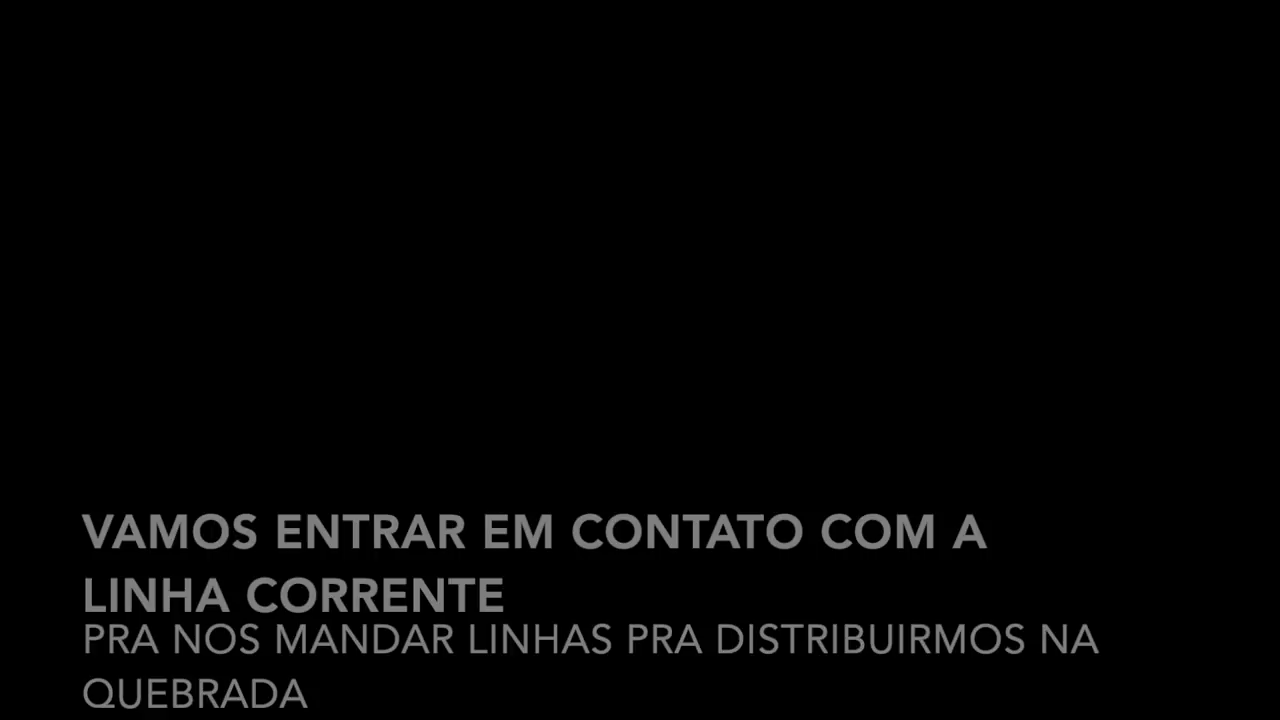 VAMOS ENTRAR EM CONTATO COM A
LINHA CORRENTE
PRA NOS MANDAR LINHAS PRA DISTRIBUIRMOS NA
QUEBRADA